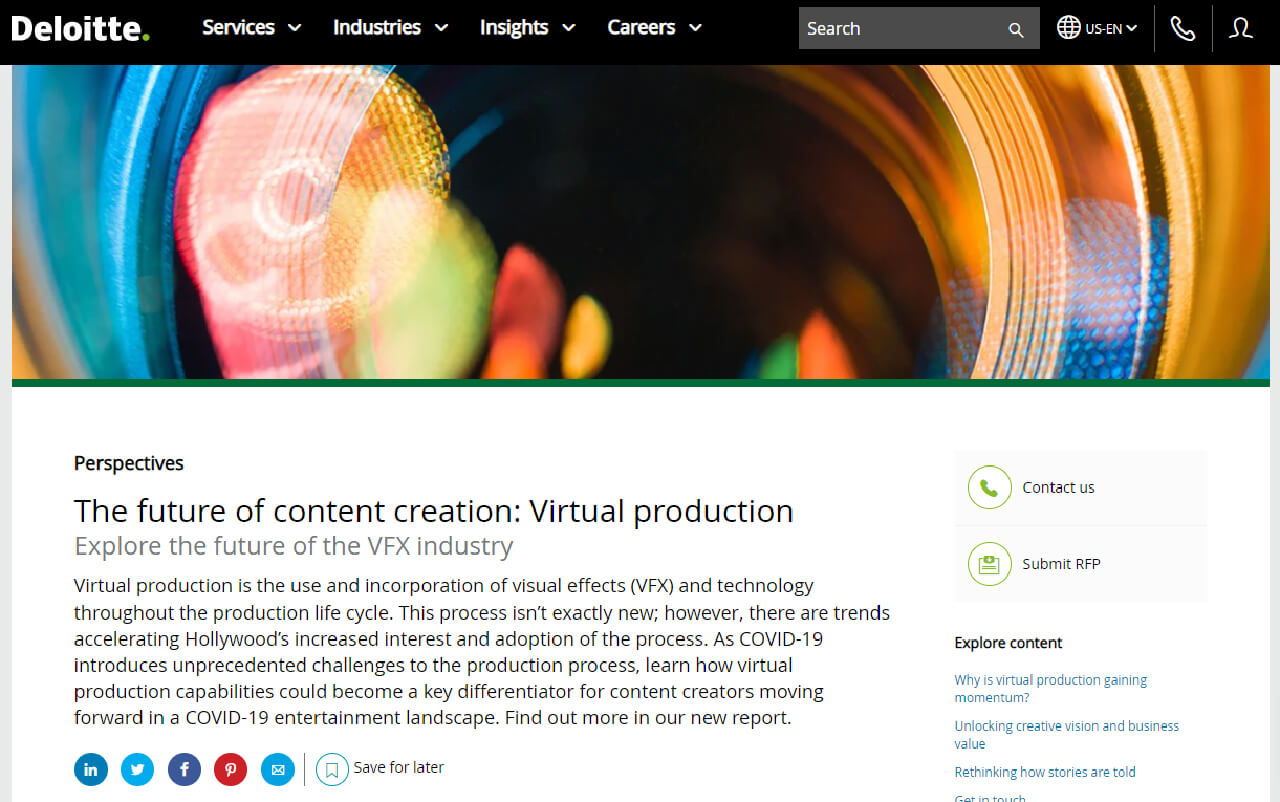 Deloitte.
Services
Industries
Insights
Careers
Search
US-EN
Perspectives
The future of content creation: Virtual production
Explore the future of the VFX industry
Virtual production is the use and incorporation of visual effects (VFX) and technology
throughout the production life cycle. This process isn’t exactly new; however, there are trends
accelerating Hollywood’s increased interest and adoption of the process. As COVID-19
introduces unprecedented challenges to the production process, learn how virtual
production capabilities could become a key differentiator for content creators moving
forward in a COVID-19 entertainment landscape. Find out more in our new report.
Save for later
Contact us
Submit RFP
Explore content
Why is virtual production gaining
momentum?
Unlocking creative vision and business
value
Rethinking how stories are told
Get in touch